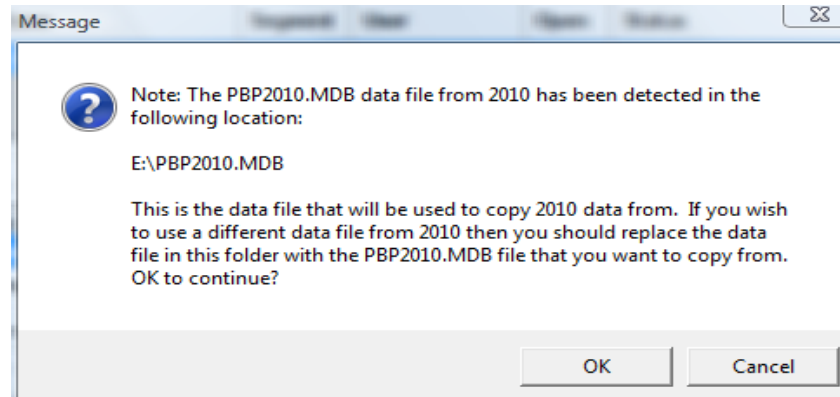 Message
Note: The PBP2010.MDB data file from 2010 has been detected in the
following location:
E:\PBP2010.MDB
This is the data file that will be used to copy 2010 data from.  If you wish
to use a different data file from 2010 then you should replace the data
file in this folder with the PBP2010.MDB file that you want to copy from.
OK to continue?
OK Cancel